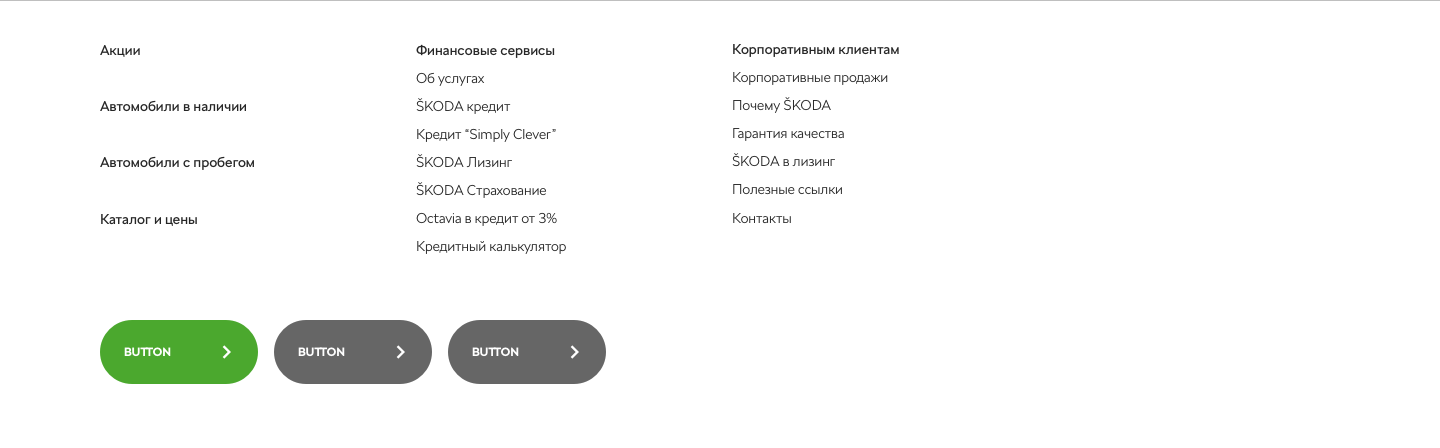 Акции
Автомобили в наличии
Автомобили с пробегом
Каталог и цены
Финансовые сервисы
Об услугах
ŠKODA кредит
Кредит “Simply Clever”
ŠKODA Лизинг
ŠKODA Страхование
Octavia в кредит от 3%
Кредитный калькулятор
Корпоративным клиентам
Корпоративные продажи
Почему ŠKODA
Гарантия качества
ŠKODA в лизинг
Полезные ссылки
Контакты
BUTTON
BUTTON
BUTTON